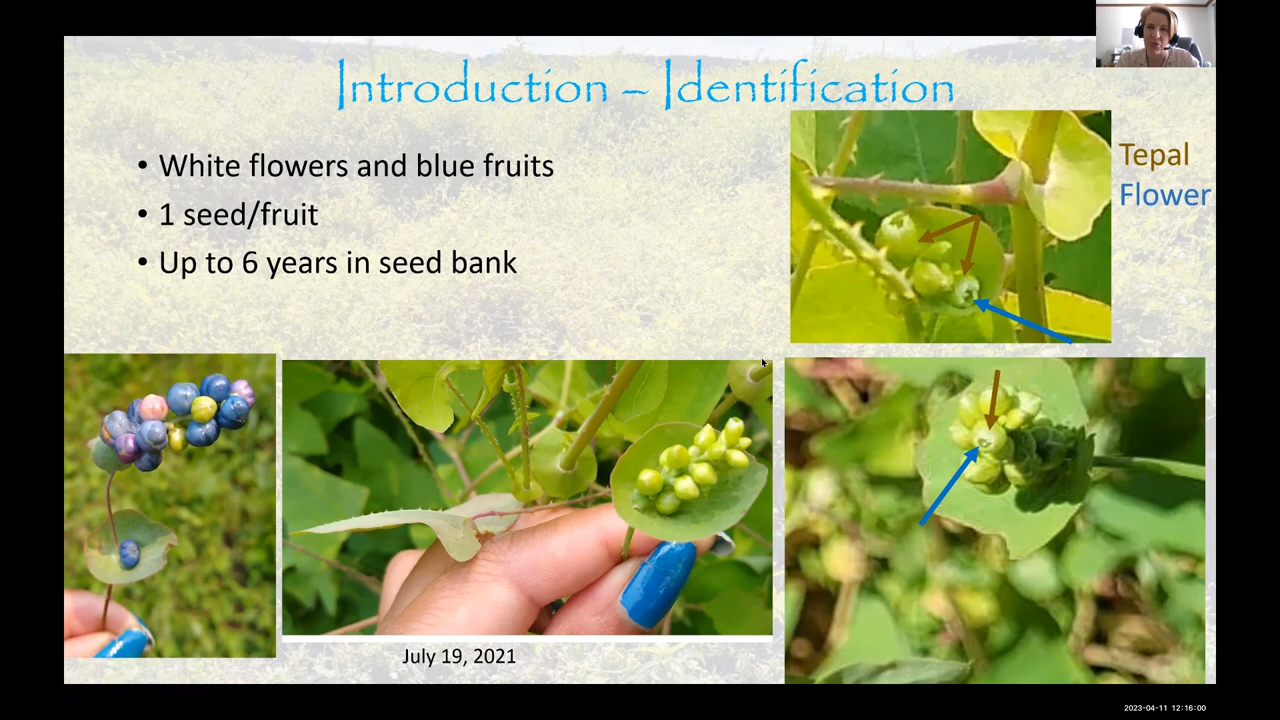 Introduction – Identification
• White flowers and blue fruits
• 1 seed/fruit
• Up to 6 years in seed bank
Tepal
Flower
July 19, 2021
2023-04-11 12:16:00